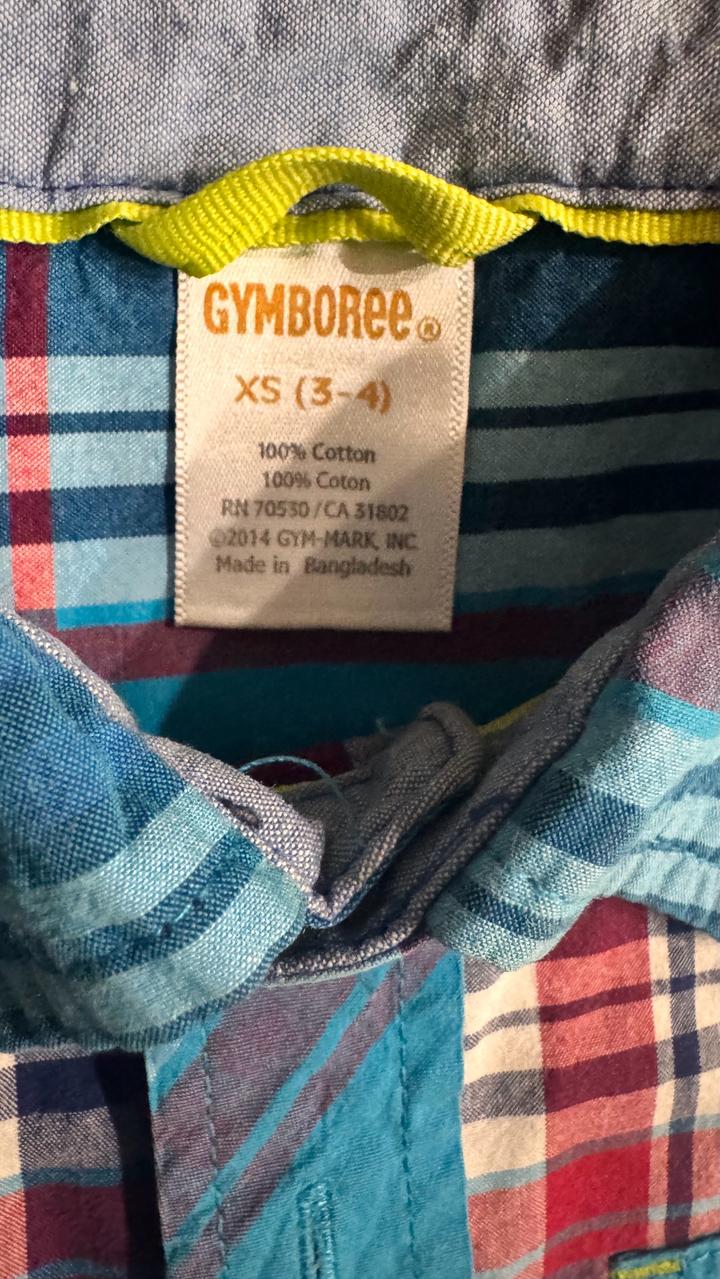 GYMBOREE®
XS (3-4)
100% Cotton
100% Coton
RN 70530 / CA 31802
©2014 GYM-MARK, INC.
Made in Bangladesh